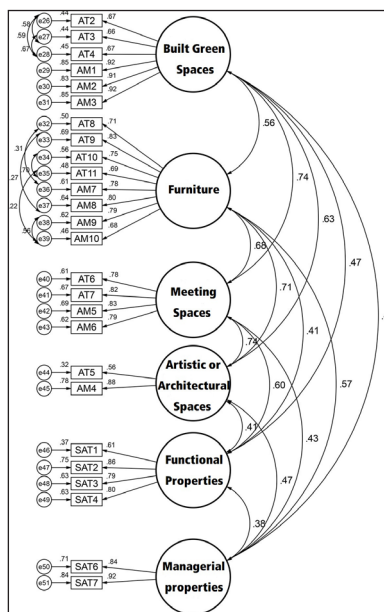 e26 .44 AT2 .67
e27 .44 AT3 .66
e28 .45 AT4 .67
e29 .85 AM1 .92
e30 .83 AM2 .91
e31 .85 AM3 .92
.58
.59
.67
Built Green
Spaces
e32 .50 AT8 .71
e33 .69 AT9 .83
e34 .56 AT10 .75
e35 .48 AT11 .69
e36 .61 AM7 .78
e37 .64 AM8 .80
e38 .62 AM9 .79
e39 .46 AM10 .68
.31
.27
.22
Furniture
.56
.74
.63
.47
.68
.71
.41
.57
e40 .61 AT6 .78
e41 .67 AT7 .82
e42 .69 AM5 .83
e43 .62 AM6 .79
Meeting
Spaces
.74
.60
.43
e44 .32 AT5 .56
e45 .78 AM4 .88
Artistic or
Architectural
Spaces
.41
.47
e46 .37 SAT1 .61
e47 .75 SAT2 .86
e48 .63 SAT3 .79
e49 .63 SAT4 .80
Functional
Properties
.38
e50 .71 SAT6 .84
e51 .84 SAT7 .92
Managerial
properties